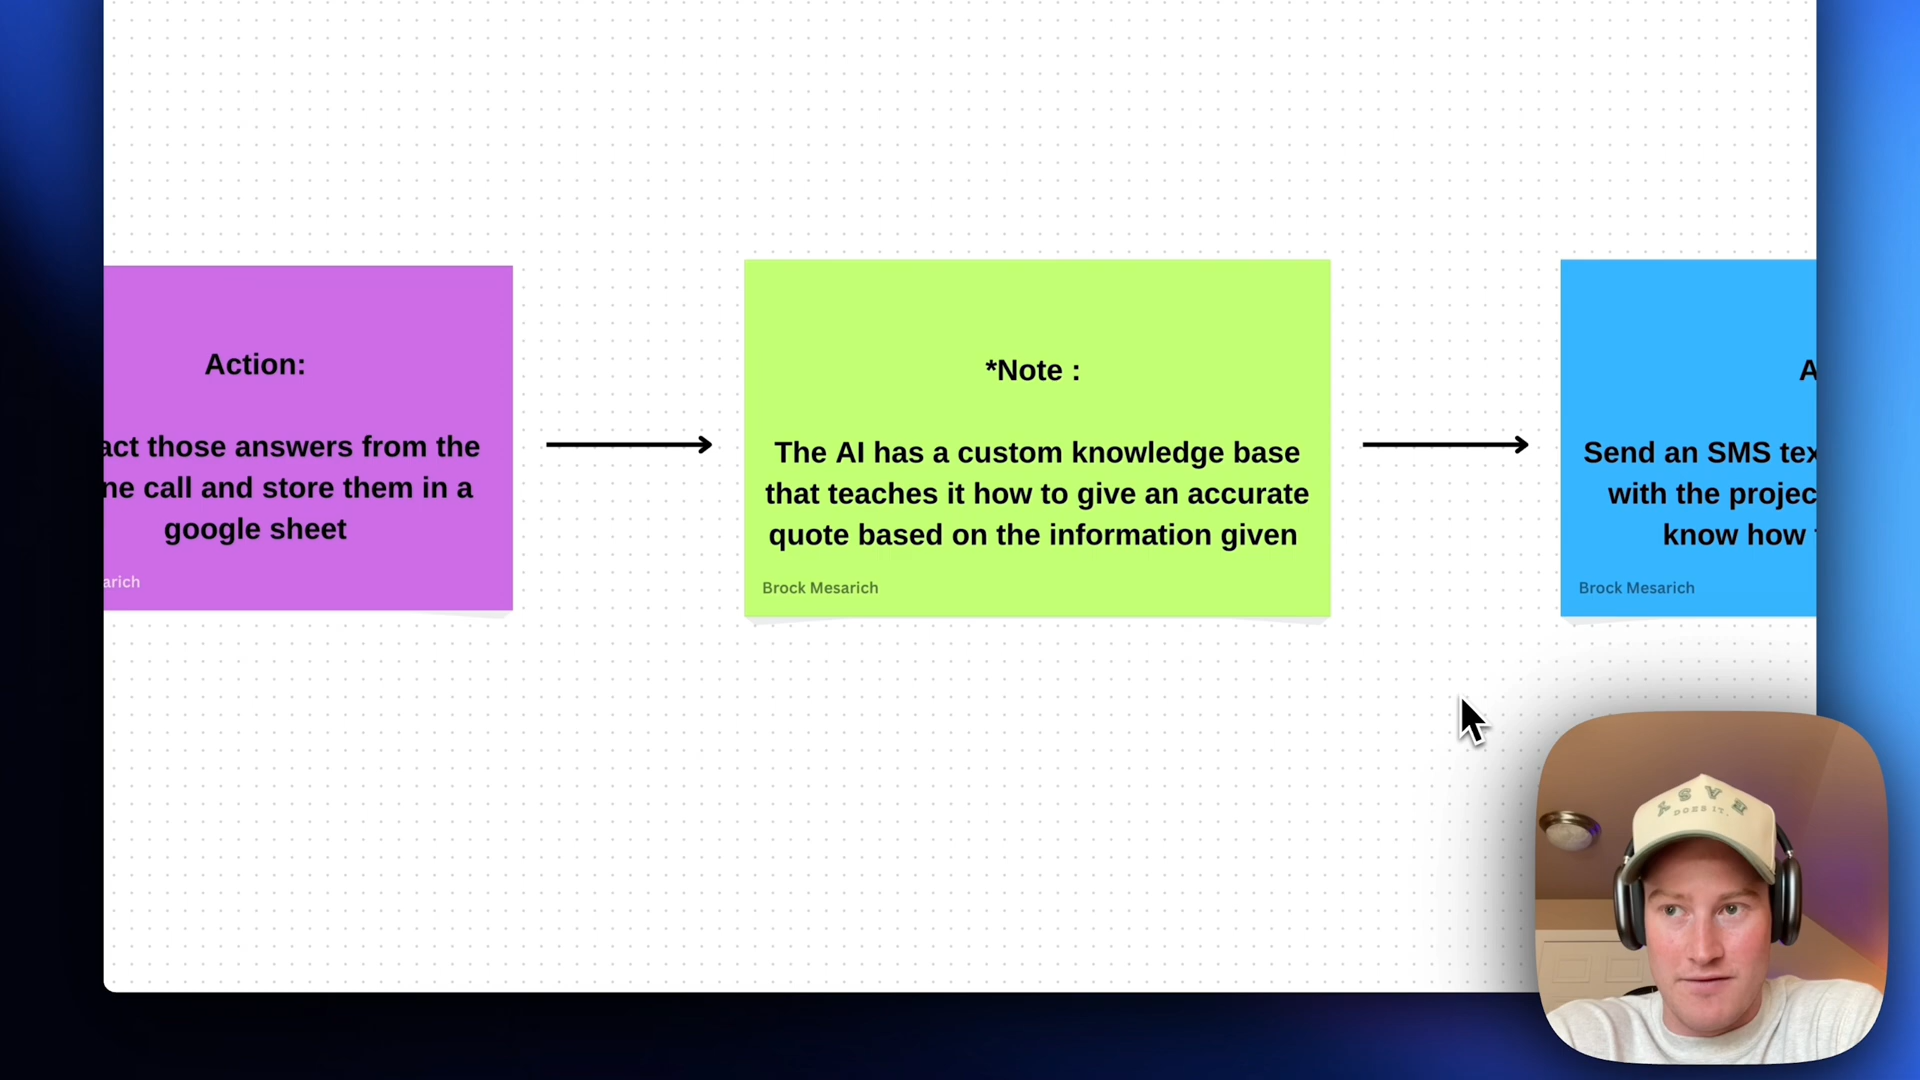 Action:
act those answers from the
ne call and store them in a
google sheet
arich
*Note :
The AI has a custom knowledge base
that teaches it how to give an accurate
quote based on the information given
Brock Mesarich
A
Send an SMS tex
with the projec
know how
Brock Mesarich
DOES IT.